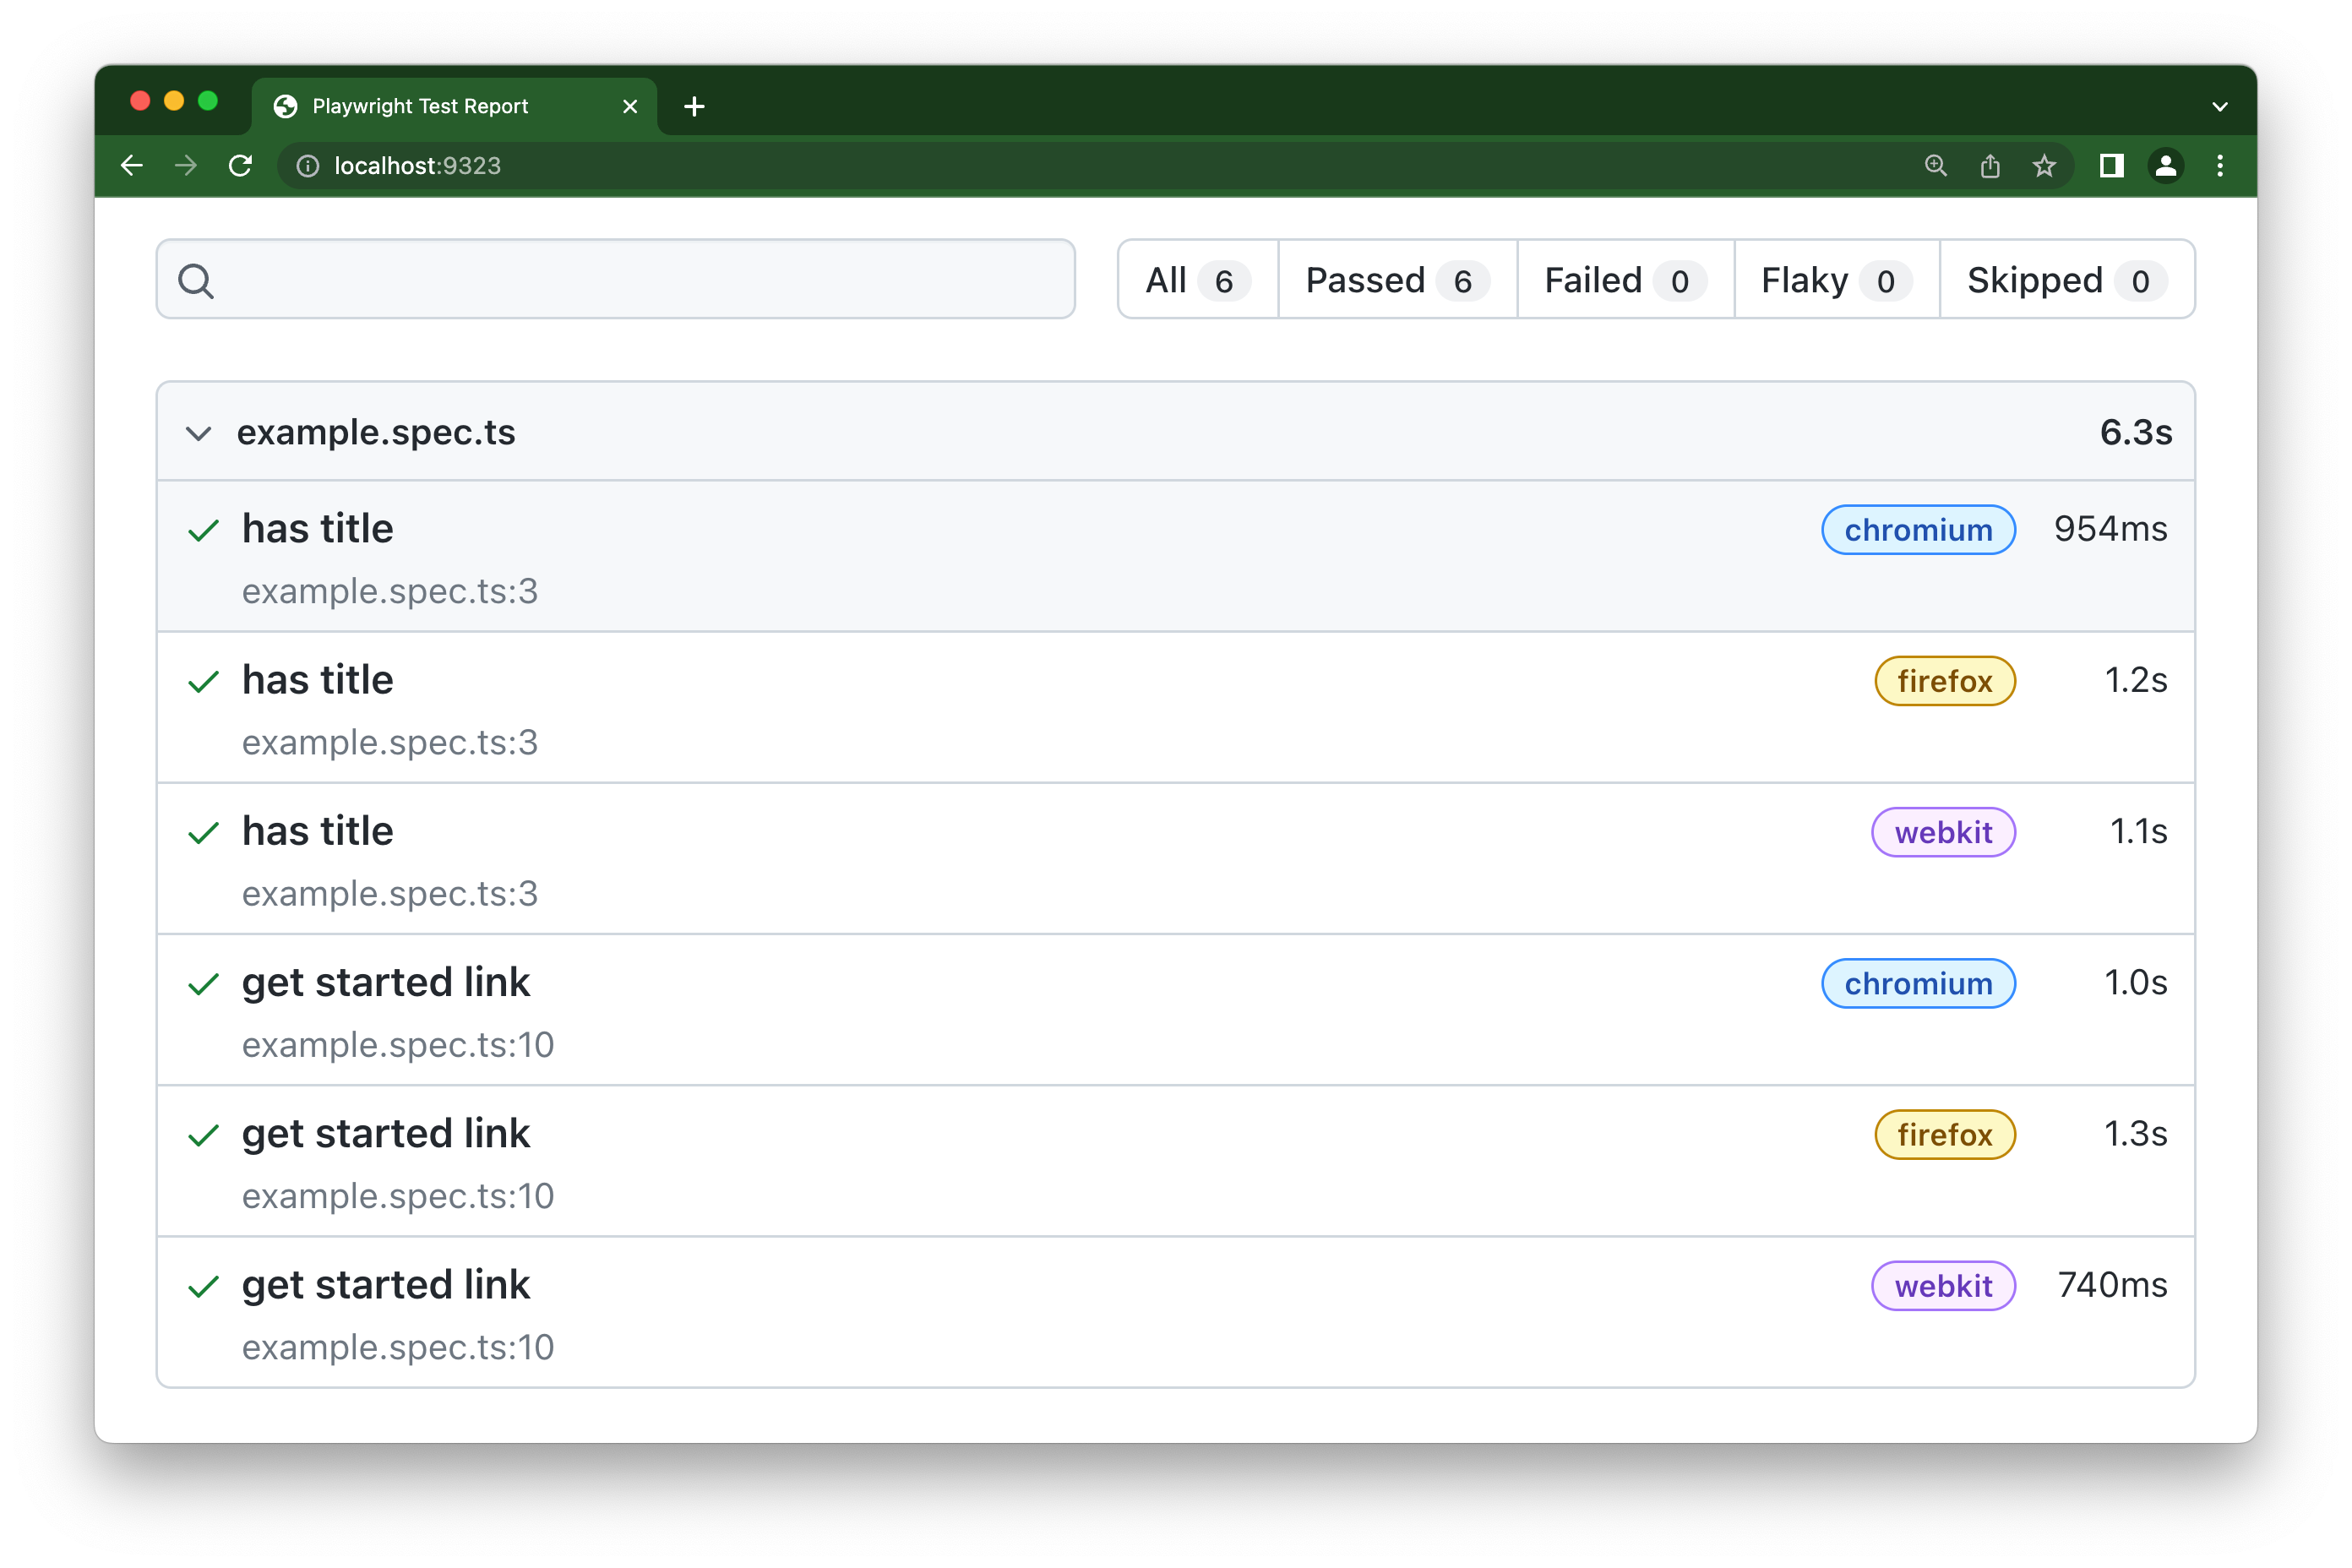 Playwright Test Report
localhost:9323
All 6 Passed 6 Failed 0 Flaky 0 Skipped 0
example.spec.ts 6.3s
has title chromium 954ms
example.spec.ts:3
has title firefox 1.2s
example.spec.ts:3
has title webkit 1.1s
example.spec.ts:3
get started link chromium 1.0s
example.spec.ts:10
get started link firefox 1.3s
example.spec.ts:10
get started link webkit 740ms
example.spec.ts:10